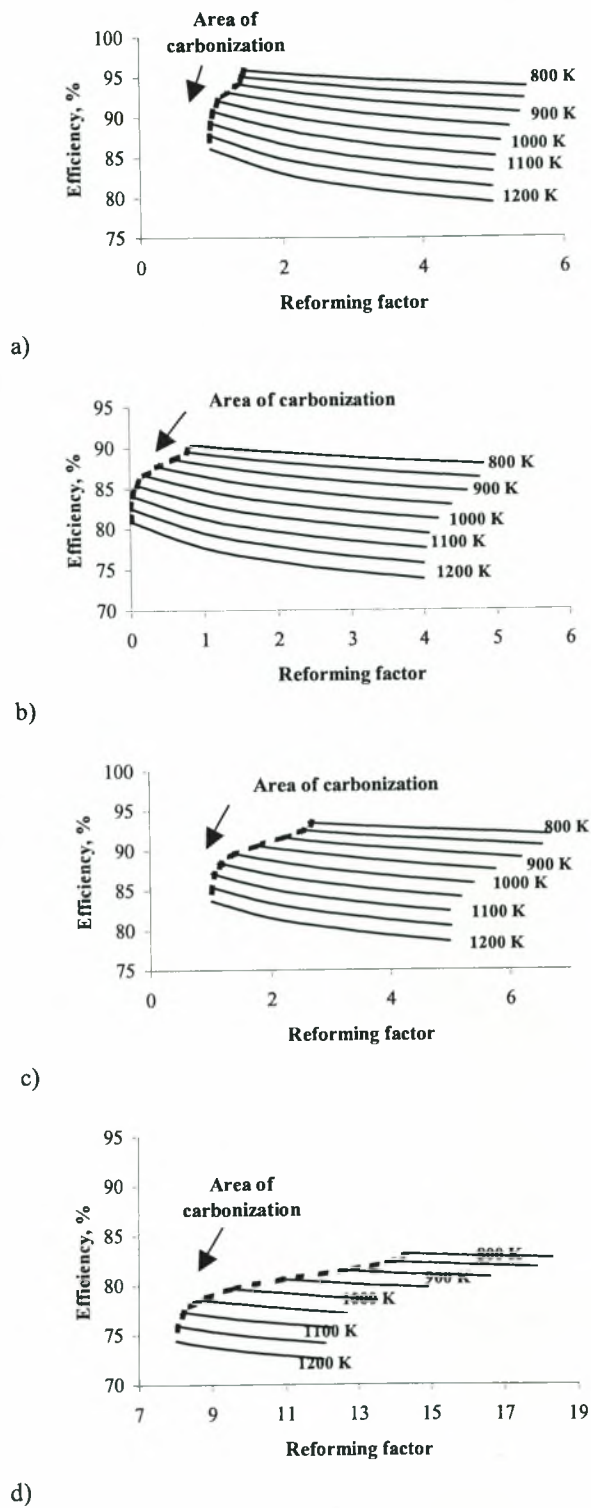 Area of
carbonization
Efficiency, %
100
95
90
85
80
75
800 K
900 K
1000 K
1100 K
1200 K
0 2 4 6
Reforming factor
a)
Area of carbonization
Efficiency, %
95
90
85
80
75
70
800 K
900 K
1000 K
1100 K
1200 K
0 1 2 3 4 5 6
Reforming factor
b)
Area of carbonization
Efficiency, %
100
95
90
85
80
75
800 K
900 K
1000 K
1100 K
1200 K
0 2 4 6
Reforming factor
c)
Area of
carbonization
Efficiency, %
95
90
85
80
75
70
800 K
900 K
1000 K
1100 K
1200 K
7 9 11 13 15 17 19
Reforming factor
d)